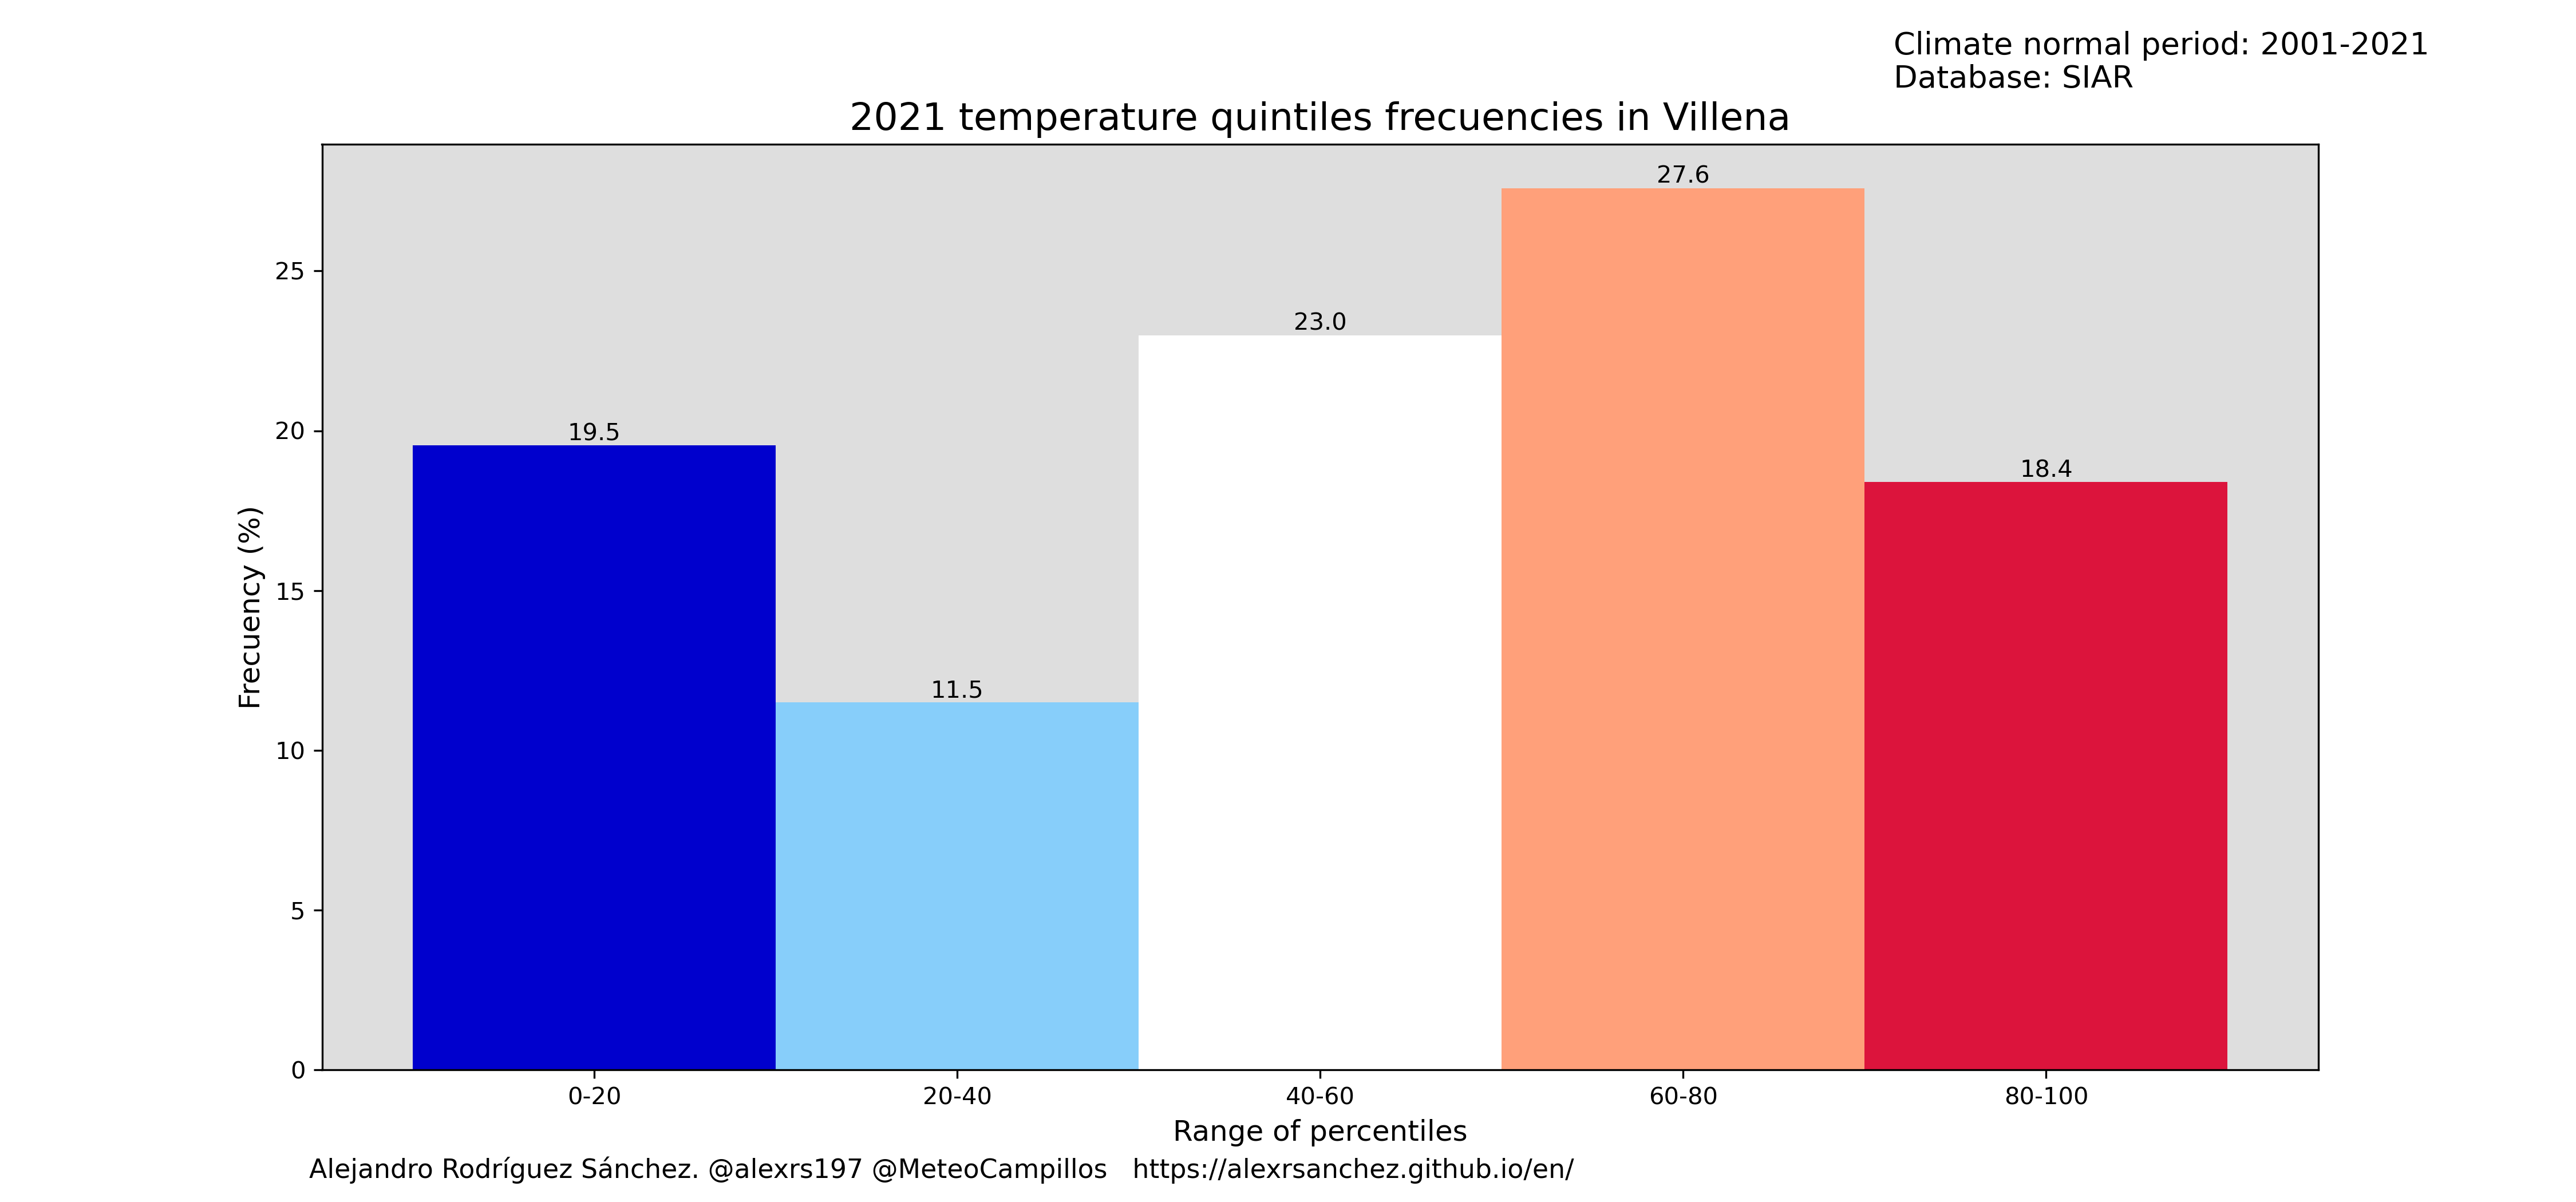 Climate normal period: 2001-2021
Database: SIAR
2021 temperature quintiles frecuencies in Villena
27.6
25
23.0
20
19.5
18.4
15
11.5
10
5
0
Frecuency (%)
0-20 20-40 40-60 60-80 80-100
Range of percentiles
Alejandro Rodríguez Sánchez. @alexrs197 @MeteoCampillos https://alexrsanchez.github.io/en/